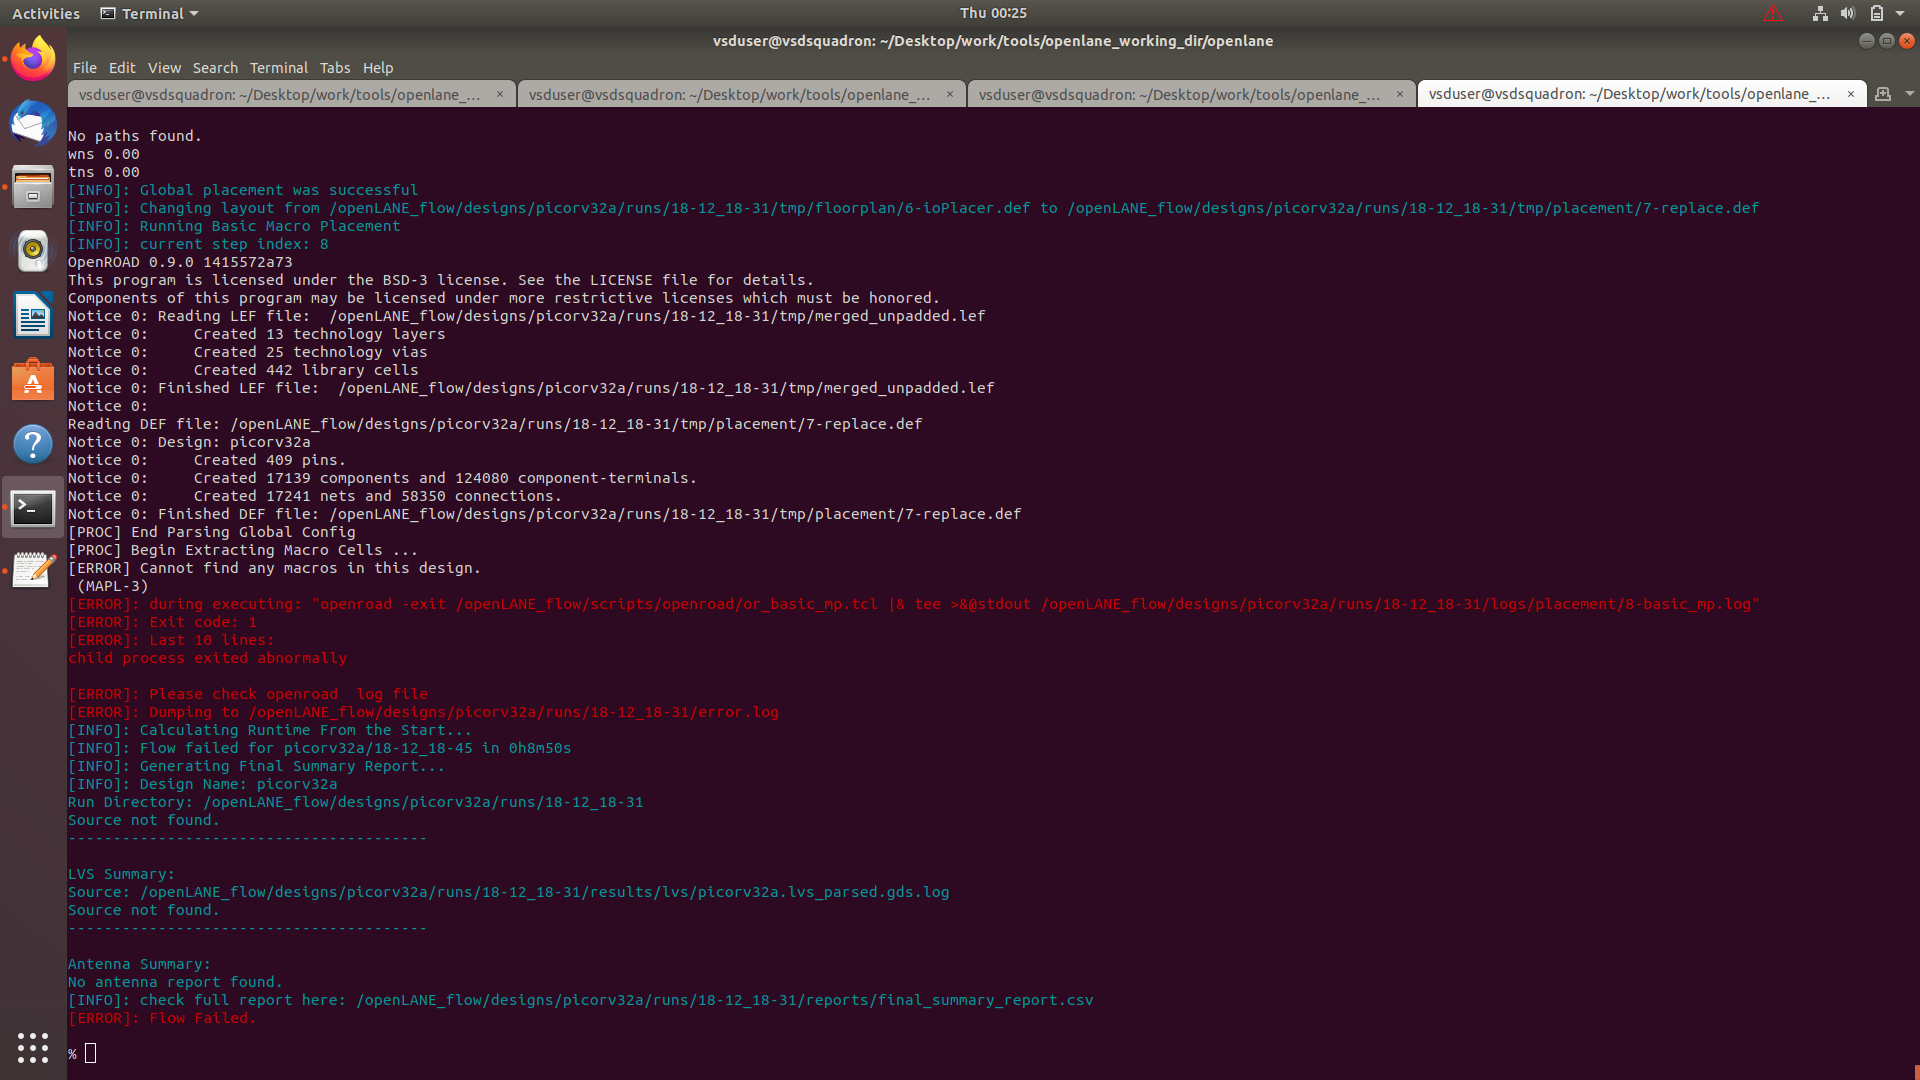 Activities
Terminal
Thu 00:25
vsduser@vsdsquadron: ~/Desktop/work/tools/openlane_working_dir/openlane
File Edit View Search Terminal Tabs Help
vsduser@vsdsquadron: ~/Desktop/work/tools/openlane_... ×
vsduser@vsdsquadron: ~/Desktop/work/tools/openlane_... ×
vsduser@vsdsquadron: ~/Desktop/work/tools/openlane_... ×
vsduser@vsdsquadron: ~/Desktop/work/tools/openlane_... ×
No paths found.
wns 0.00
tns 0.00
[INFO]: Global placement was successful
[INFO]: Changing layout from /openLANE_flow/designs/picorv32a/runs/18-12_18-31/tmp/floorplan/6-ioPlacer.def to /openLANE_flow/designs/picorv32a/runs/18-12_18-31/tmp/placement/7-replace.def
[INFO]: Running Basic Macro Placement
[INFO]: current step index: 8
OpenROAD 0.9.0 1415572a73
This program is licensed under the BSD-3 license. See the LICENSE file for details.
Components of this program may be licensed under more restrictive licenses which must be honored.
Notice 0: Reading LEF file:  /openLANE_flow/designs/picorv32a/runs/18-12_18-31/tmp/merged_unpadded.lef
Notice 0:     Created 13 technology layers
Notice 0:     Created 25 technology vias
Notice 0:     Created 442 library cells
Notice 0: Finished LEF file:  /openLANE_flow/designs/picorv32a/runs/18-12_18-31/tmp/merged_unpadded.lef
Notice 0:
Reading DEF file: /openLANE_flow/designs/picorv32a/runs/18-12_18-31/tmp/placement/7-replace.def
Notice 0: Design: picorv32a
Notice 0:     Created 409 pins.
Notice 0:     Created 17139 components and 124080 component-terminals.
Notice 0:     Created 17241 nets and 58350 connections.
Notice 0: Finished DEF file: /openLANE_flow/designs/picorv32a/runs/18-12_18-31/tmp/placement/7-replace.def
[PROC] End Parsing Global Config
[PROC] Begin Extracting Macro Cells ...
[ERROR] Cannot find any macros in this design.
 (MAPL-3)
[ERROR]: during executing: "openroad -exit /openLANE_flow/scripts/openroad/or_basic_mp.tcl |& tee >&@stdout /openLANE_flow/designs/picorv32a/runs/18-12_18-31/logs/placement/8-basic_mp.log"
[ERROR]: Exit code: 1
[ERROR]: Last 10 lines:
child process exited abnormally
[ERROR]: Please check openroad  log file
[ERROR]: Dumping to /openLANE_flow/designs/picorv32a/runs/18-12_18-31/error.log
[INFO]: Calculating Runtime From the Start...
[INFO]: Flow failed for picorv32a/18-12_18-45 in 0h8m50s
[INFO]: Generating Final Summary Report...
[INFO]: Design Name: picorv32a
Run Directory: /openLANE_flow/designs/picorv32a/runs/18-12_18-31
Source not found.
----------------------------------------
LVS Summary:
Source: /openLANE_flow/designs/picorv32a/runs/18-12_18-31/results/lvs/picorv32a.lvs_parsed.gds.log
Source not found.
----------------------------------------
Antenna Summary:
No antenna report found.
[INFO]: check full report here: /openLANE_flow/designs/picorv32a/runs/18-12_18-31/reports/final_summary_report.csv
[ERROR]: Flow Failed.
%